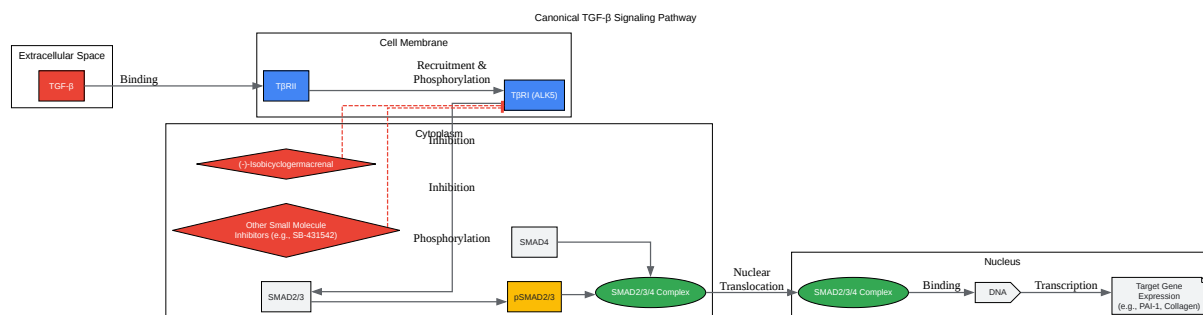 Canonical TGF-β Signaling Pathway
Extracellular Space
TGF-β
Binding
Cell Membrane
TβRII
Recruitment &
Phosphorylation
TβRI (ALK5)
Cytoplasm
Inhibition
(-)-Isobicyclogermacrenal
Inhibition
Other Small Molecule
Inhibitors (e.g., SB-431542)
Phosphorylation
SMAD4
SMAD2/3
pSMAD2/3
SMAD2/3/4 Complex
Nuclear
Translocation
Nucleus
SMAD2/3/4 Complex
Binding
DNA
Transcription
Target Gene
Expression
(e.g., PAI-1, Collagen)